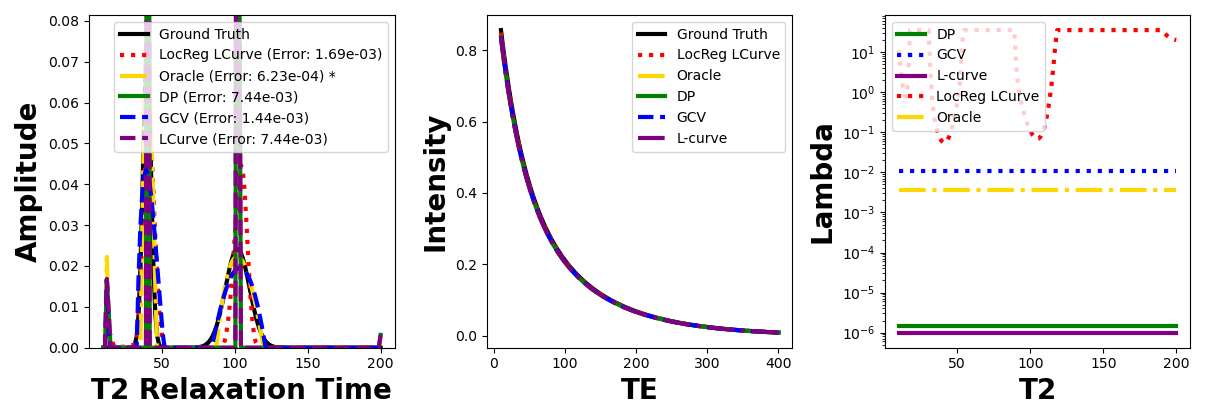 Amplitude
0.08
0.07
0.06
0.05
0.04
0.03
0.02
0.01
0.00
Ground Truth
LocReg LCurve (Error: 1.69e-03)
Oracle (Error: 6.23e-04) *
DP (Error: 7.44e-03)
GCV (Error: 1.44e-03)
LCurve (Error: 7.44e-03)
50 100 150 200
T2 Relaxation Time
Intensity
0.8
0.6
0.4
0.2
0.0
Ground Truth
LocReg LCurve
Oracle
DP
GCV
L-curve
0 100 200 300 400
TE
Lambda
10¹
10⁰
10⁻¹
10⁻²
10⁻³
10⁻⁴
10⁻⁵
10⁻⁶
DP
GCV
L-curve
LocReg LCurve
Oracle
50 100 150 200
T2